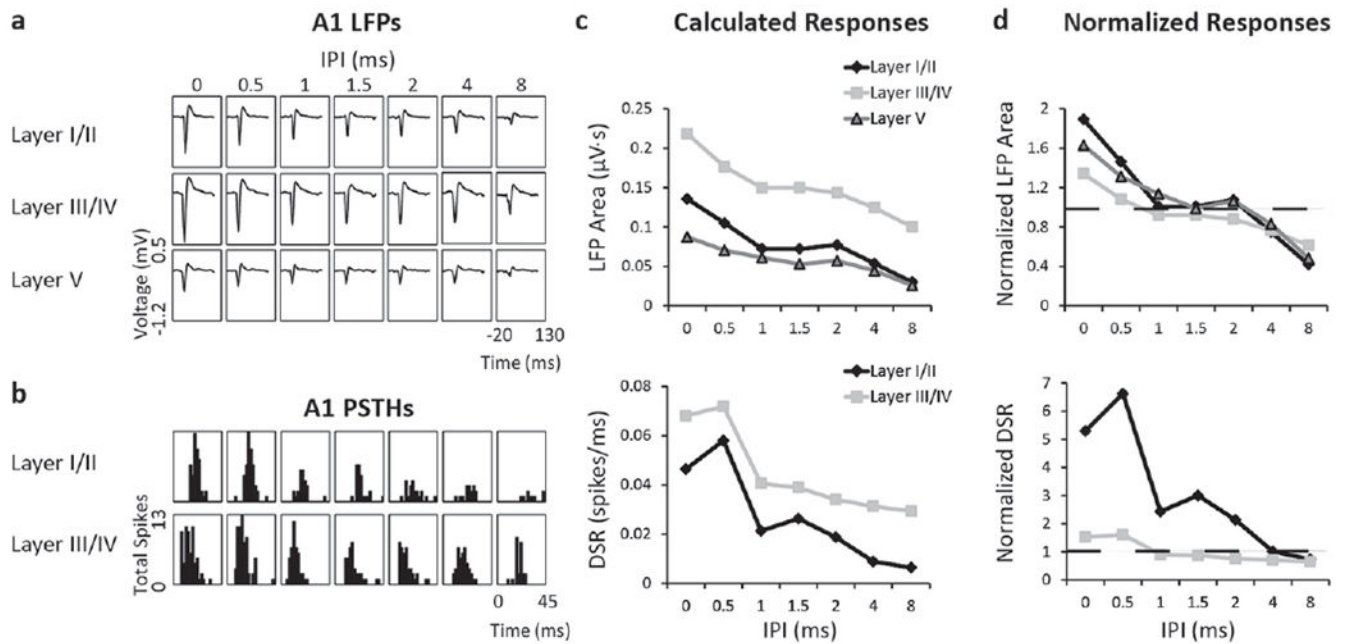 a
A1 LFPs
IPI (ms)
0 0.5 1 1.5 2 4 8
Layer I/II
Layer III/IV
Layer V
Voltage (mV)
-1.2 0.5
-20 130
Time (ms)
b
A1 PSTHs
Layer I/II
Layer III/IV
Total Spikes
0 13
0 45
Time (ms)
c
Calculated Responses
Layer I/II
Layer III/IV
Layer V
LFP Area (µV·s)
0.25
0.2
0.15
0.1
0.05
0
0 0.5 1 1.5 2 4 8
Layer I/II
Layer III/IV
DSR (spikes/ms)
0.08
0.06
0.04
0.02
0
0 0.5 1 1.5 2 4 8
IPI (ms)
d
Normalized Responses
Normalized LFP Area
2
1.6
1.2
0.8
0.4
0
0 0.5 1 1.5 2 4 8
Normalized DSR
7
6
5
4
3
2
1
0
0 0.5 1 1.5 2 4 8
IPI (ms)